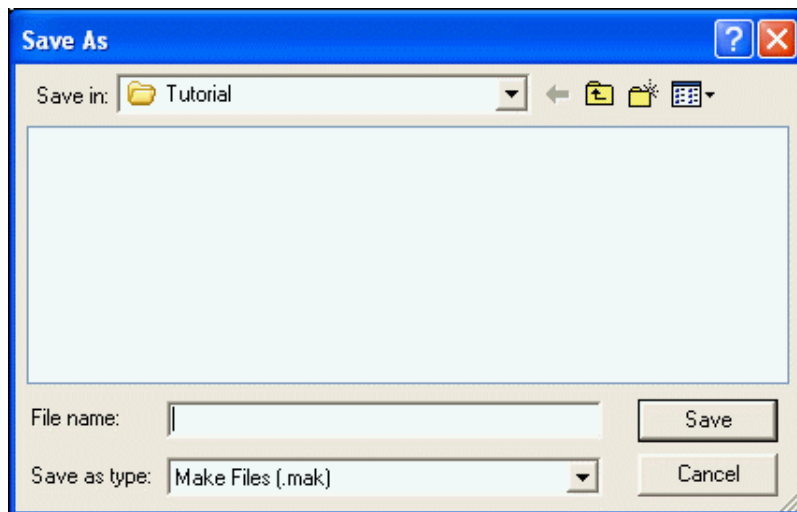 Save As
Save in: Tutorial
File name:
Save
Save as type: Make Files (.mak)
Cancel